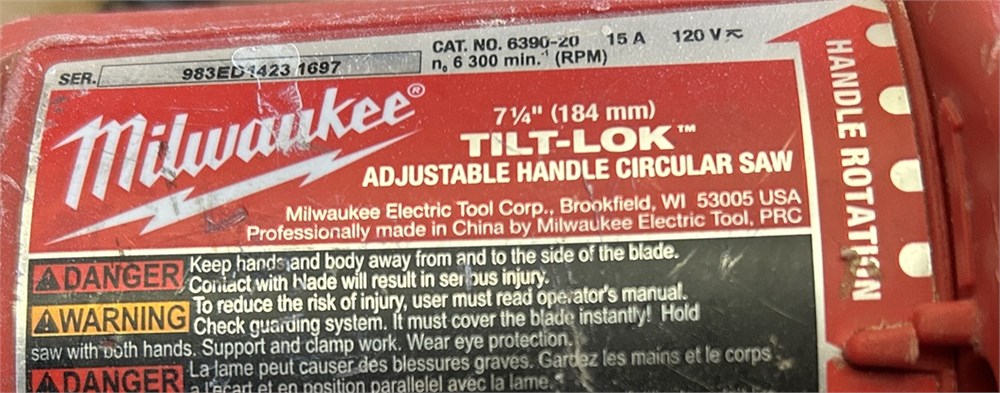 SER. 983ED1423 1697
CAT. NO. 6390-20 15 A 120 V ⏦
n₀ 6 300 min.⁻¹ (RPM)
Milwaukee®
7¼" (184 mm)
TILT-LOK™
ADJUSTABLE HANDLE CIRCULAR SAW
Milwaukee Electric Tool Corp., Brookfield, WI 53005 USA
Professionally made in China by Milwaukee Electric Tool, PRC
HANDLE ROTATION
DANGER Keep hands and body away from and to the side of the blade.
Contact with blade will result in serious injury.
WARNING To reduce the risk of injury, user must read operator's manual.
Check guarding system. It must cover the blade instantly! Hold
saw with both hands. Support and clamp work. Wear eye protection.
DANGER La lame peut causer des blessures graves. Gardez les mains et le corps
a l'écart et en position parallelel avec la lame.